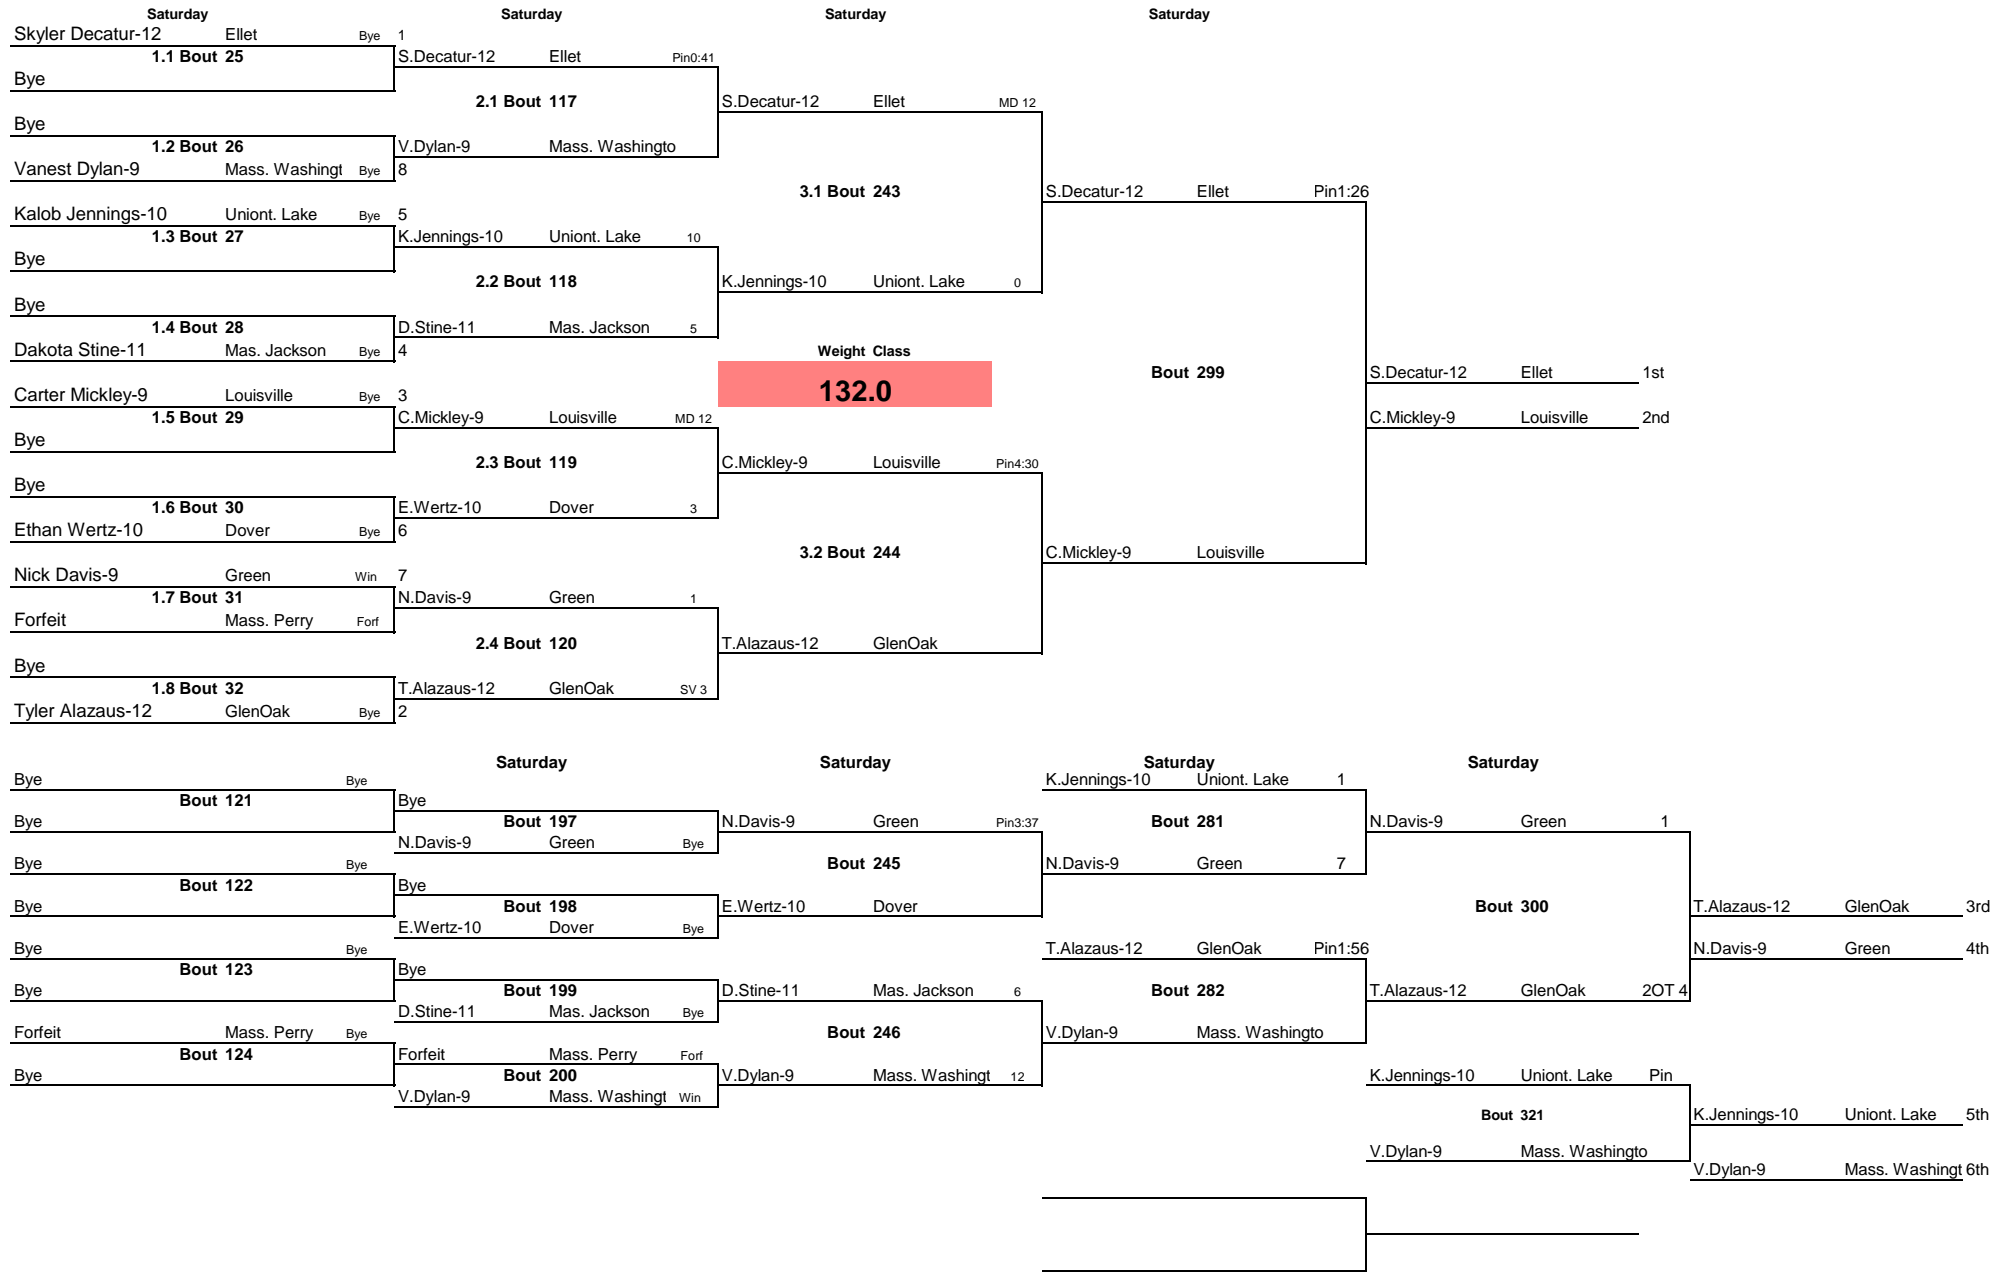 Saturday Saturday Saturday Saturday
Skyler Decatur-12 Ellet Bye 1
1.1 Bout 25 S.Decatur-12 Ellet Pin0:41
Bye
2.1 Bout 117 S.Decatur-12 Ellet MD 12
Bye
1.2 Bout 26 V.Dylan-9 Mass. Washingto
Vanest Dylan-9 Mass. Washingt Bye 8
3.1 Bout 243 S.Decatur-12 Ellet Pin1:26
Kalob Jennings-10 Uniont. Lake Bye 5
1.3 Bout 27 K.Jennings-10 Uniont. Lake 10
Bye
2.2 Bout 118 K.Jennings-10 Uniont. Lake 0
Bye
1.4 Bout 28 D.Stine-11 Mas. Jackson 5
Dakota Stine-11 Mas. Jackson Bye 4 Weight Class
Bout 299 S.Decatur-12 Ellet 1st
Carter Mickley-9 Louisville Bye 3 132.0
1.5 Bout 29 C.Mickley-9 Louisville MD 12 C.Mickley-9 Louisville 2nd
Bye
2.3 Bout 119 C.Mickley-9 Louisville Pin4:30
Bye
1.6 Bout 30 E.Wertz-10 Dover 3
Ethan Wertz-10 Dover Bye 6
3.2 Bout 244 C.Mickley-9 Louisville
Nick Davis-9 Green Win 7
1.7 Bout 31 N.Davis-9 Green 1
Forfeit Mass. Perry Forf
2.4 Bout 120 T.Alazaus-12 GlenOak
Bye
1.8 Bout 32 T.Alazaus-12 GlenOak SV 3
Tyler Alazaus-12 GlenOak Bye 2
Saturday Saturday Saturday Saturday
Bye Bye K.Jennings-10 Uniont. Lake 1
Bout 121 Bye
Bye Bout 197 N.Davis-9 Green Pin3:37 Bout 281 N.Davis-9 Green 1
N.Davis-9 Green Bye
Bye Bye Bout 245 N.Davis-9 Green 7
Bout 122 Bye
Bye Bout 198 E.Wertz-10 Dover Bout 300 T.Alazaus-12 GlenOak 3rd
E.Wertz-10 Dover Bye
Bye Bye T.Alazaus-12 GlenOak Pin1:56 N.Davis-9 Green 4th
Bout 123 Bye
Bye Bout 199 D.Stine-11 Mas. Jackson 6 Bout 282 T.Alazaus-12 GlenOak 2OT 4
D.Stine-11 Mas. Jackson Bye
Forfeit Mass. Perry Bye Bout 246 V.Dylan-9 Mass. Washingto
Bout 124 Forfeit Mass. Perry Forf
Bye Bout 200 V.Dylan-9 Mass. Washingt 12 K.Jennings-10 Uniont. Lake Pin
V.Dylan-9 Mass. Washingt Win
Bout 321 K.Jennings-10 Uniont. Lake 5th
V.Dylan-9 Mass. Washingto
V.Dylan-9 Mass. Washingt 6th